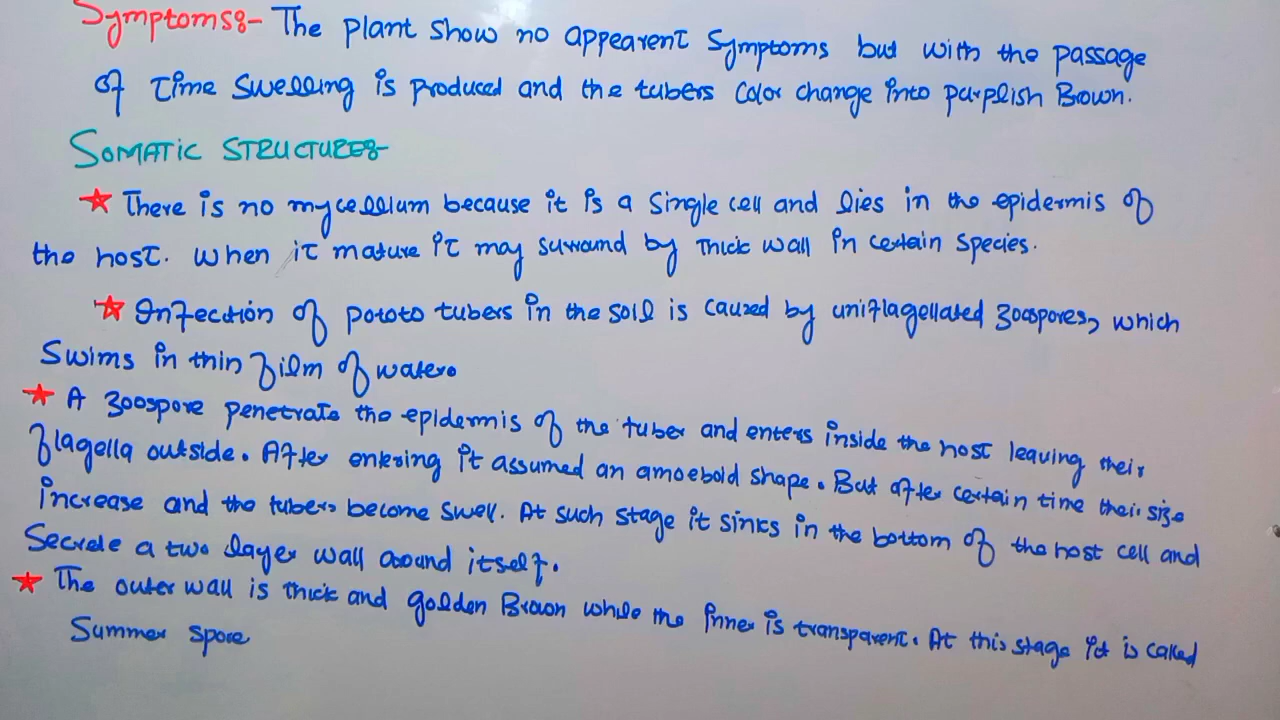 Symptoms:- The plant show no appearent symptoms but with the passage
of time swelling is produced and the tubers color change into purplish Brown.
SOMATIC STRUCTURE:-
★ There is no mycellium because it is a single cell and lies in the epidermis of
the host. When it mature it may surround by thick wall in certain species.
★ Infection of pototo tubers in the soil is caused by uniflagellated zoospores, which
swims in thin film of water.
★ A zoospore penetrate the epidermis of the tuber and enters inside the host leaving their
flagella outside. After entering it assumed an amoeboid shape. But after certain time their size
increase and the tubers become swell. At such stage it sinks in the bottom of the host cell and
Secrete a two layer wall around itself.
★ The outer wall is thick and golden Brown while the inner is transparent. At this stage it is called
Summer spore